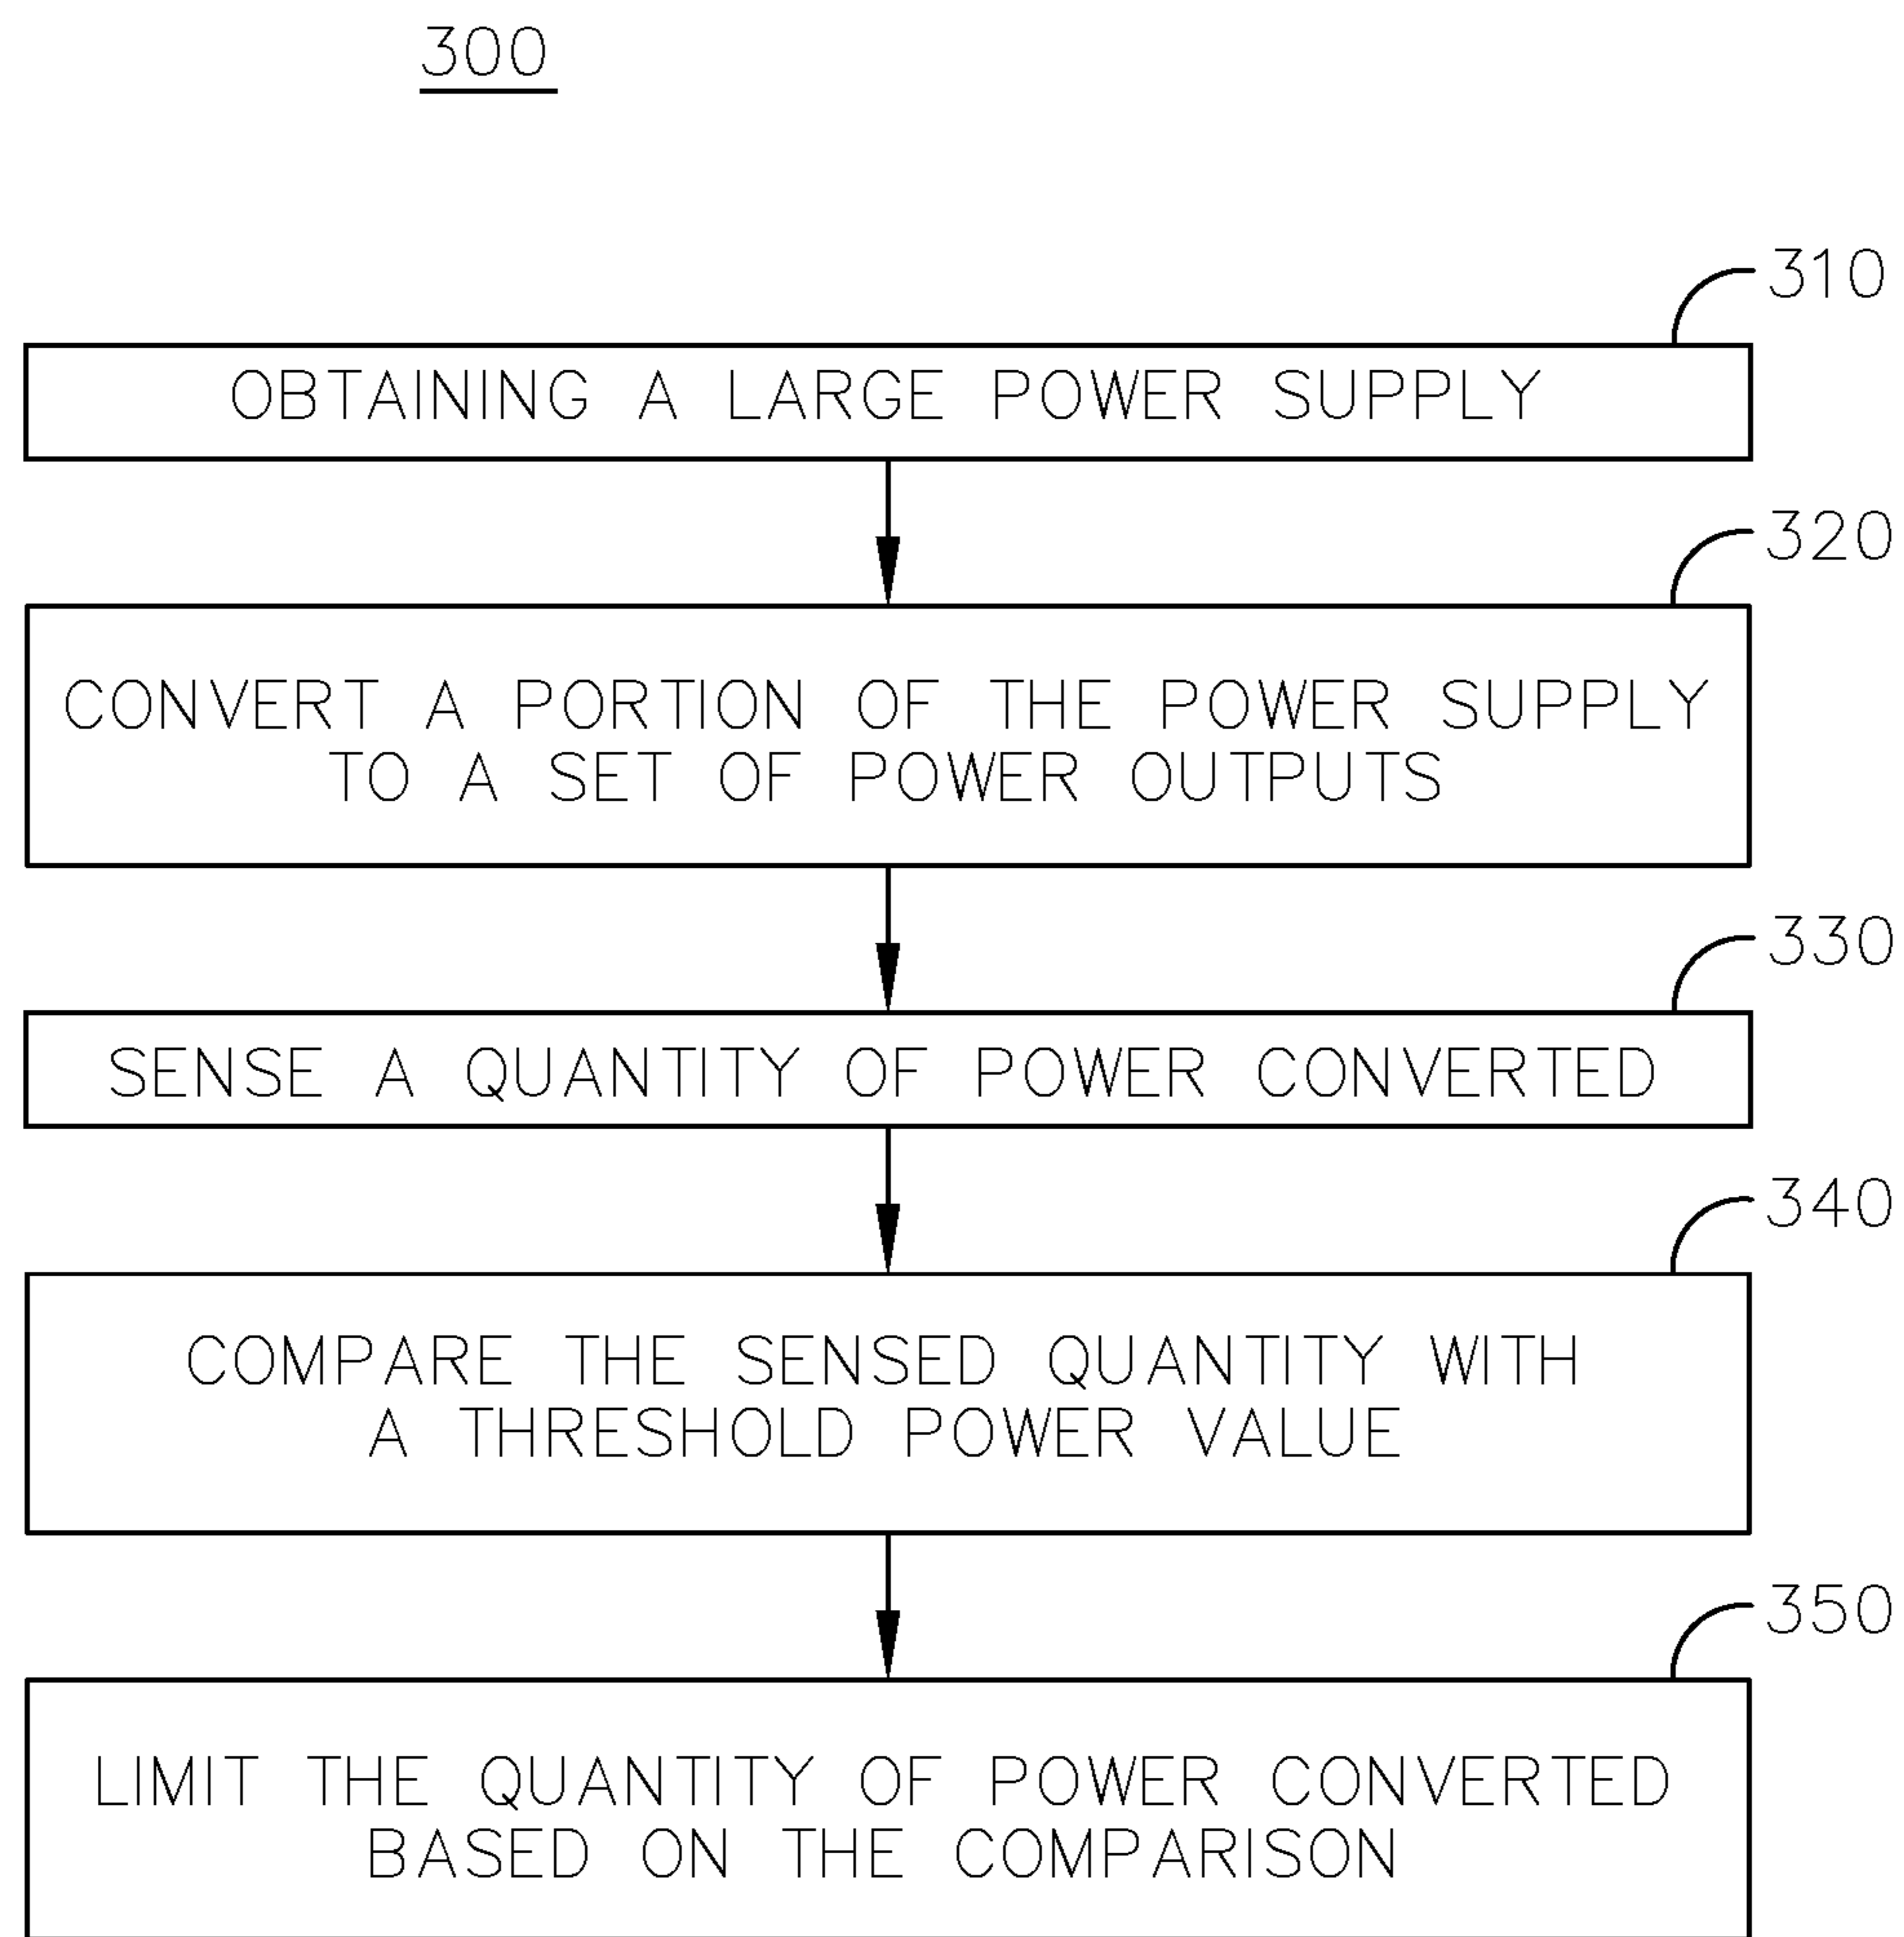 300
310
OBTAINING A LARGE POWER SUPPLY
320
CONVERT A PORTION OF THE POWER SUPPLY
TO A SET OF POWER OUTPUTS
330
SENSE A QUANTITY OF POWER CONVERTED
340
COMPARE THE SENSED QUANTITY WITH
A THRESHOLD POWER VALUE
350
LIMIT THE QUANTITY OF POWER CONVERTED
BASED ON THE COMPARISON